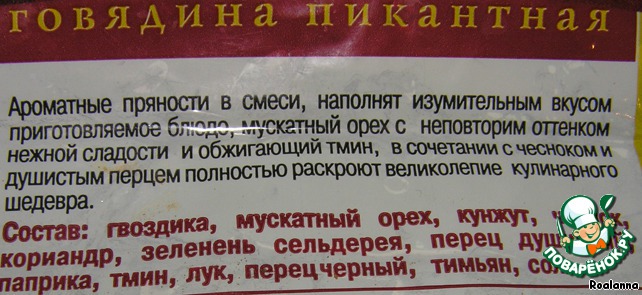 говядина пикантная
Ароматные пряности в смеси, наполнят изумительным вкусом
приготовляемое блюдо, мускатный орех с неповторим оттенком
нежной сладости и обжигающий тмин, в сочетании с чесноком и
душистым перцем полностью раскроют великолепие кулинарного
шедевра.
Состав: гвоздика, мускатный орех, кунжут,
кориандр, зеленень сельдерея, перец
паприка, тмин, лук, перец черный, тимьян,
ПОВАРЁНОК.РУ
Roalanna